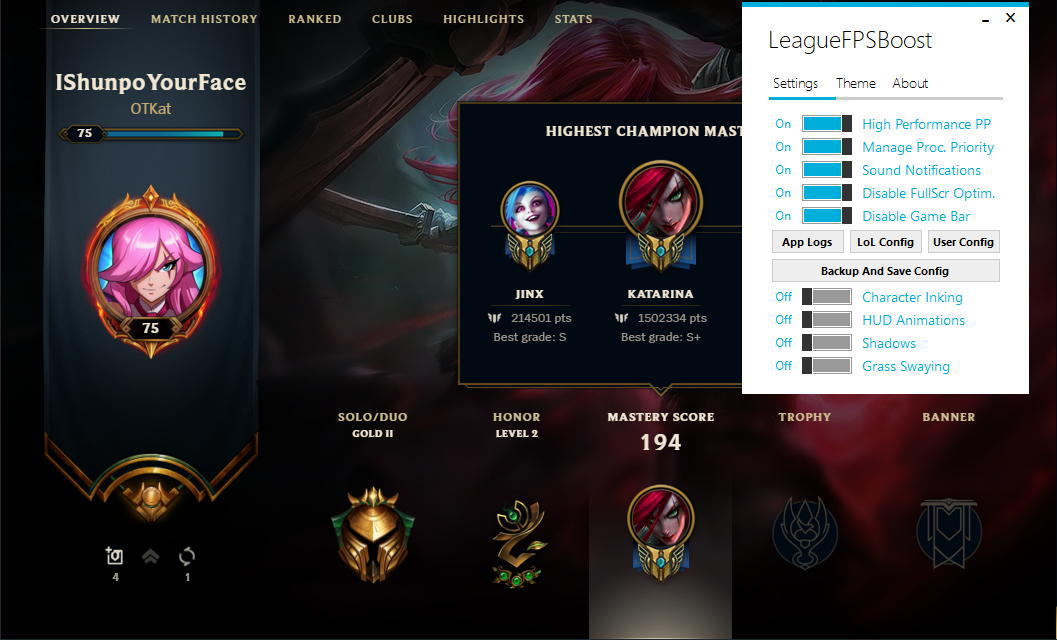 OVERVIEW MATCH HISTORY RANKED CLUBS HIGHLIGHTS STATS
IShunpoYourFace
OTKat
75
75
4 1
HIGHEST CHAMPION MAST
JINX
214501 pts
Best grade: S
KATARINA
1502334 pts
Best grade: S+
SOLO/DUO
GOLD II
HONOR
LEVEL 2
MASTERY SCORE
194
TROPHY
BANNER
LeagueFPSBoost
Settings Theme About
On High Performance PP
On Manage Proc. Priority
On Sound Notifications
On Disable FullScr Optim.
On Disable Game Bar
App Logs LoL Config User Config
Backup And Save Config
Off Character Inking
Off HUD Animations
Off Shadows
Off Grass Swaying